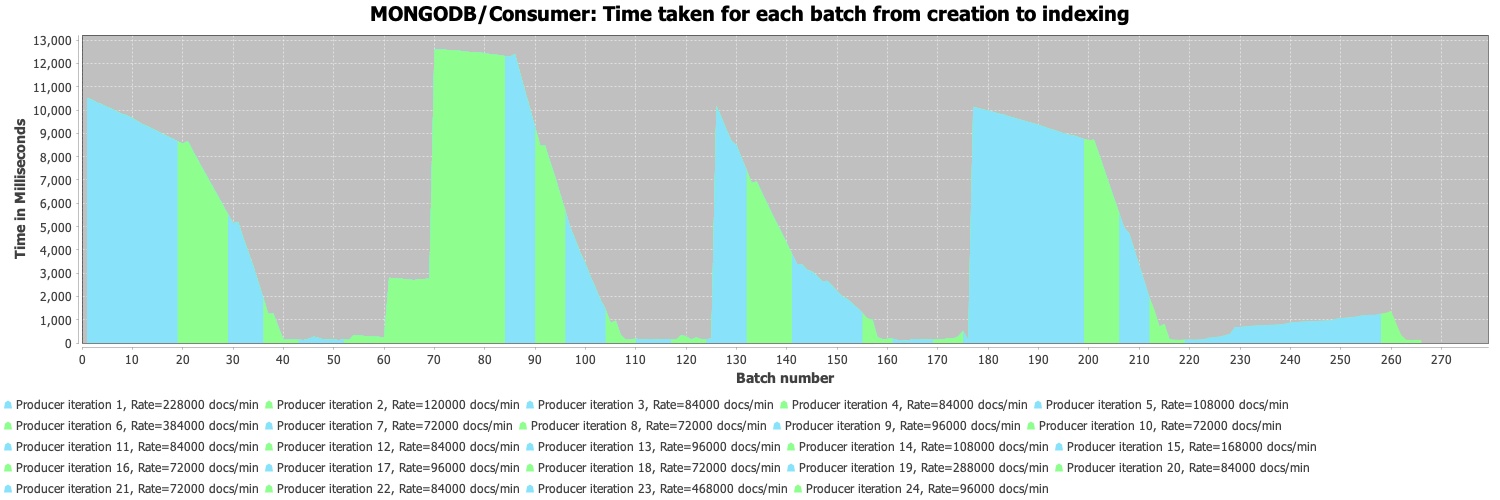 MONGODB/Consumer: Time taken for each batch from creation to indexing
Time in Milliseconds
13,000
12,000
11,000
10,000
9,000
8,000
7,000
6,000
5,000
4,000
3,000
2,000
1,000
0
0 10 20 30 40 50 60 70 80 90 100 110 120 130 140 150 160 170 180 190 200 210 220 230 240 250 260 270
Batch number
Producer iteration 1, Rate=228000 docs/min Producer iteration 2, Rate=120000 docs/min Producer iteration 3, Rate=84000 docs/min Producer iteration 4, Rate=84000 docs/min Producer iteration 5, Rate=108000 docs/min
Producer iteration 6, Rate=384000 docs/min Producer iteration 7, Rate=72000 docs/min Producer iteration 8, Rate=72000 docs/min Producer iteration 9, Rate=96000 docs/min Producer iteration 10, Rate=72000 docs/min
Producer iteration 11, Rate=84000 docs/min Producer iteration 12, Rate=84000 docs/min Producer iteration 13, Rate=96000 docs/min Producer iteration 14, Rate=108000 docs/min Producer iteration 15, Rate=168000 docs/min
Producer iteration 16, Rate=72000 docs/min Producer iteration 17, Rate=96000 docs/min Producer iteration 18, Rate=72000 docs/min Producer iteration 19, Rate=288000 docs/min Producer iteration 20, Rate=84000 docs/min
Producer iteration 21, Rate=72000 docs/min Producer iteration 22, Rate=84000 docs/min Producer iteration 23, Rate=468000 docs/min Producer iteration 24, Rate=96000 docs/min